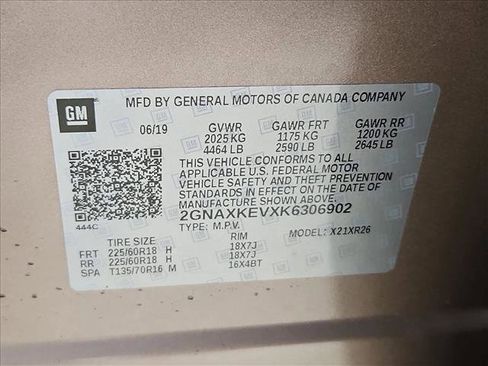 GM
MFD BY GENERAL MOTORS OF CANADA COMPANY
06/19 GVWR GAWR FRT GAWR RR
2025 KG 1175 KG 1200 KG
4464 LB 2590 LB 2645 LB
THIS VEHICLE CONFORMS TO ALL
APPLICABLE U.S. FEDERAL MOTOR
VEHICLE SAFETY AND THEFT PREVENTION
STANDARDS IN EFFECT ON THE DATE OF
MANUFACTURE SHOWN ABOVE.
2GNAXKEVXK6306902
444C TYPE: M.P.V. MODEL: X21XR26
TIRE SIZE RIM
FRT 225/60R18 H 18X7J
RR 225/60R18 H 18X7J
SPA T135/70R16 M 16X4BT